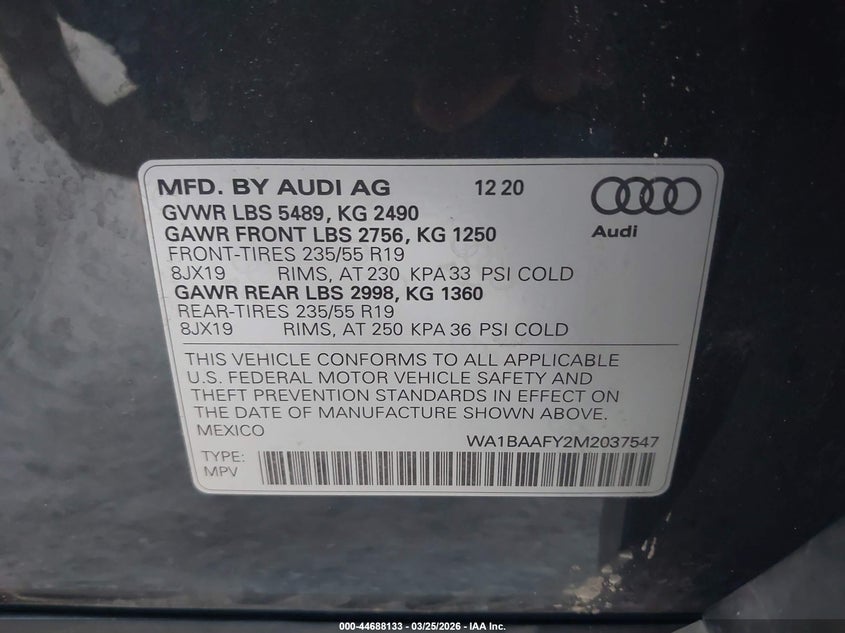 MFD. BY AUDI AG 12 20
GVWR LBS 5489, KG 2490
GAWR FRONT LBS 2756, KG 1250
Audi
FRONT-TIRES 235/55 R19
8JX19 RIMS, AT 230 KPA 33 PSI COLD
GAWR REAR LBS 2998, KG 1360
REAR-TIRES 235/55 R19
8JX19 RIMS, AT 250 KPA 36 PSI COLD
THIS VEHICLE CONFORMS TO ALL APPLICABLE
U.S. FEDERAL MOTOR VEHICLE SAFETY AND
THEFT PREVENTION STANDARDS IN EFFECT ON
THE DATE OF MANUFACTURE SHOWN ABOVE.
MEXICO WA1BAAFY2M2037547
TYPE:
MPV
000-44688133 - 03/25/2026 - IAA Inc.